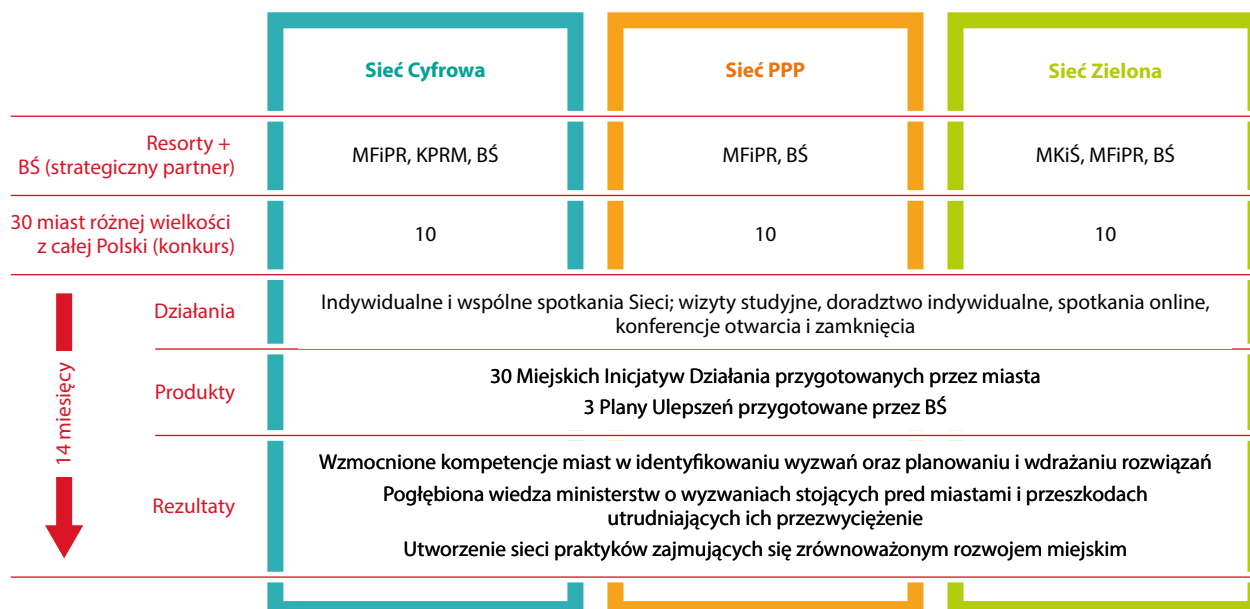 Sieć Cyfrowa
Sieć PPP
Sieć Zielona
Resorty +
BŚ (strategiczny partner)
MFiPR, KPRM, BŚ
MFiPR, BŚ
MKiŚ, MFiPR, BŚ
30 miast różnej wielkości
z całej Polski (konkurs)
10
10
10
14 miesięcy
Działania
Indywidualne i wspólne spotkania Sieci; wizyty studyjne, doradztwo indywidualne, spotkania online,
konferencje otwarcia i zamknięcia
Produkty
30 Miejskich Inicjatyw Działania przygotowanych przez miasta
3 Plany Ulepszeń przygotowane przez BŚ
Rezultaty
Wzmocnione kompetencje miast w identyfikowaniu wyzwań oraz planowaniu i wdrażaniu rozwiązań
Pogłębiona wiedza ministerstw o wyzwaniach stojących pred miastami i przeszkodach
utrudniających ich przezwyciężenie
Utworzenie sieci praktyków zajmujących się zrównoważonym rozwojem miejskim